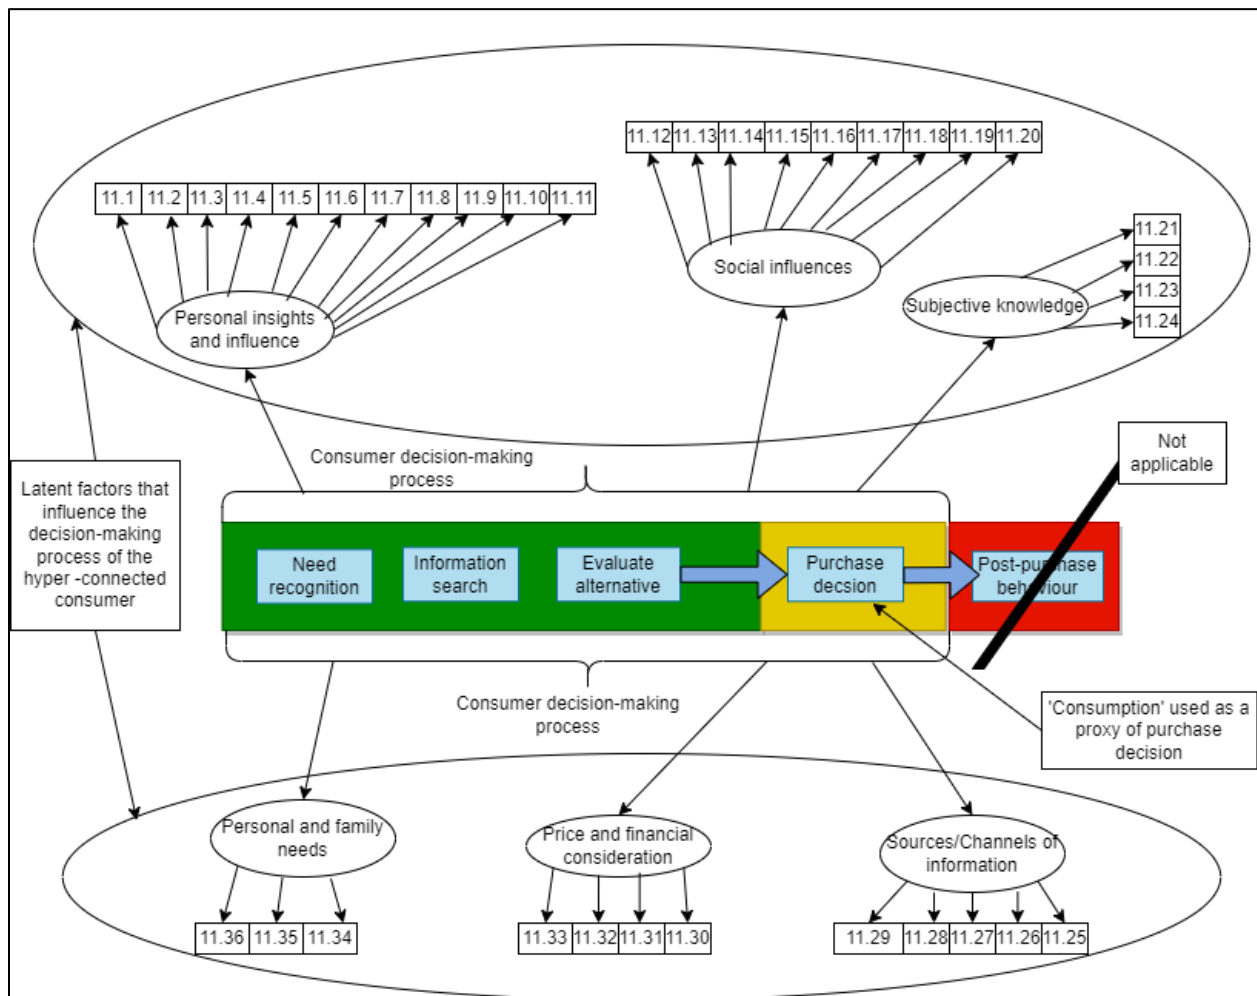 11.12 11.13 11.14 11.15 11.16 11.17 11.18 11.19 11.20
11.1 11.2 11.3 11.4 11.5 11.6 11.7 11.8 11.9 11.10 11.11
11.21
11.22
11.23
11.24
Social influences
Subjective knowledge
Personal insights
and influence
Not
applicable
Consumer decision-making
process
Latent factors that
influence the
decision-making
process of the
hyper -connected
consumer
Need
recognition
Information
search
Evaluate
alternative
Purchase
decsion
Post-purchase
behaviour
Consumer decision-making
process
'Consumption' used as a
proxy of purchase
decision
Personal and family
needs
Price and financial
consideration
Sources/Channels of
information
11.36 11.35 11.34
11.33 11.32 11.31 11.30
11.29 11.28 11.27 11.26 11.25